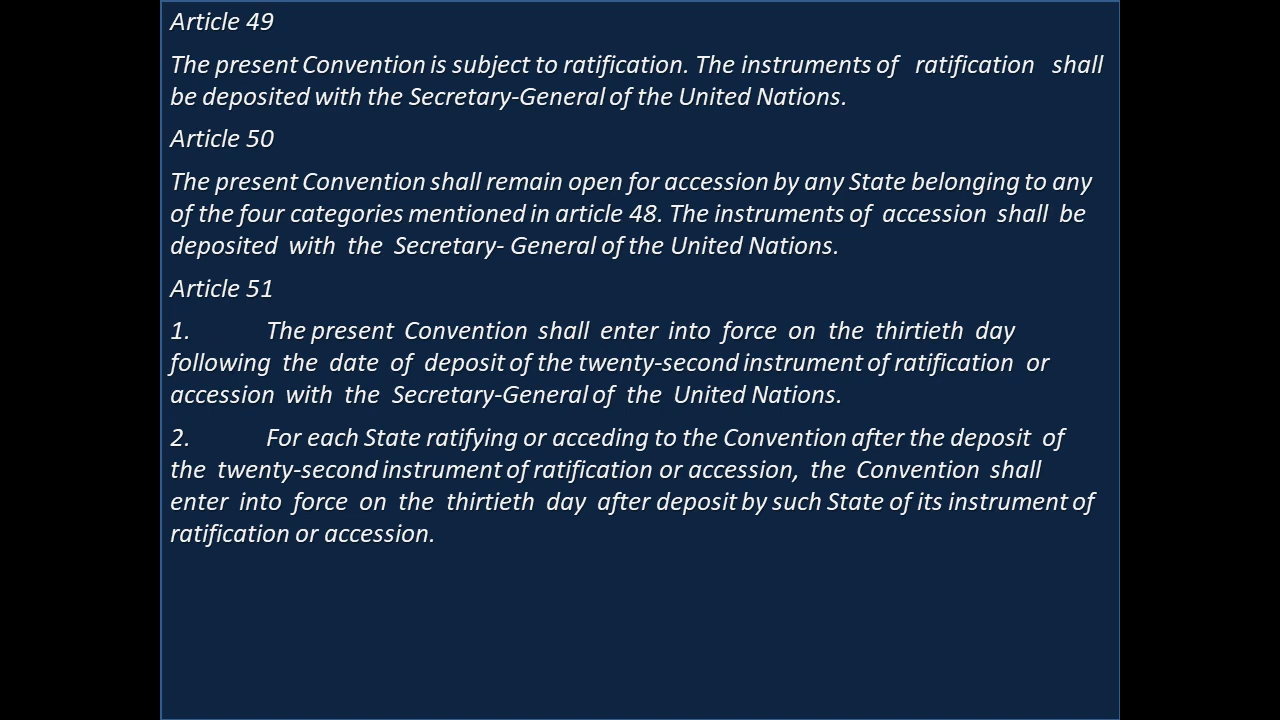 Article 49
The present Convention is subject to ratification. The instruments of ratification shall
be deposited with the Secretary-General of the United Nations.
Article 50
The present Convention shall remain open for accession by any State belonging to any
of the four categories mentioned in article 48. The instruments of accession shall be
deposited with the Secretary- General of the United Nations.
Article 51
1. The present Convention shall enter into force on the thirtieth day
following the date of deposit of the twenty-second instrument of ratification or
accession with the Secretary-General of the United Nations.
2. For each State ratifying or acceding to the Convention after the deposit of
the twenty-second instrument of ratification or accession, the Convention shall
enter into force on the thirtieth day after deposit by such State of its instrument of
ratification or accession.